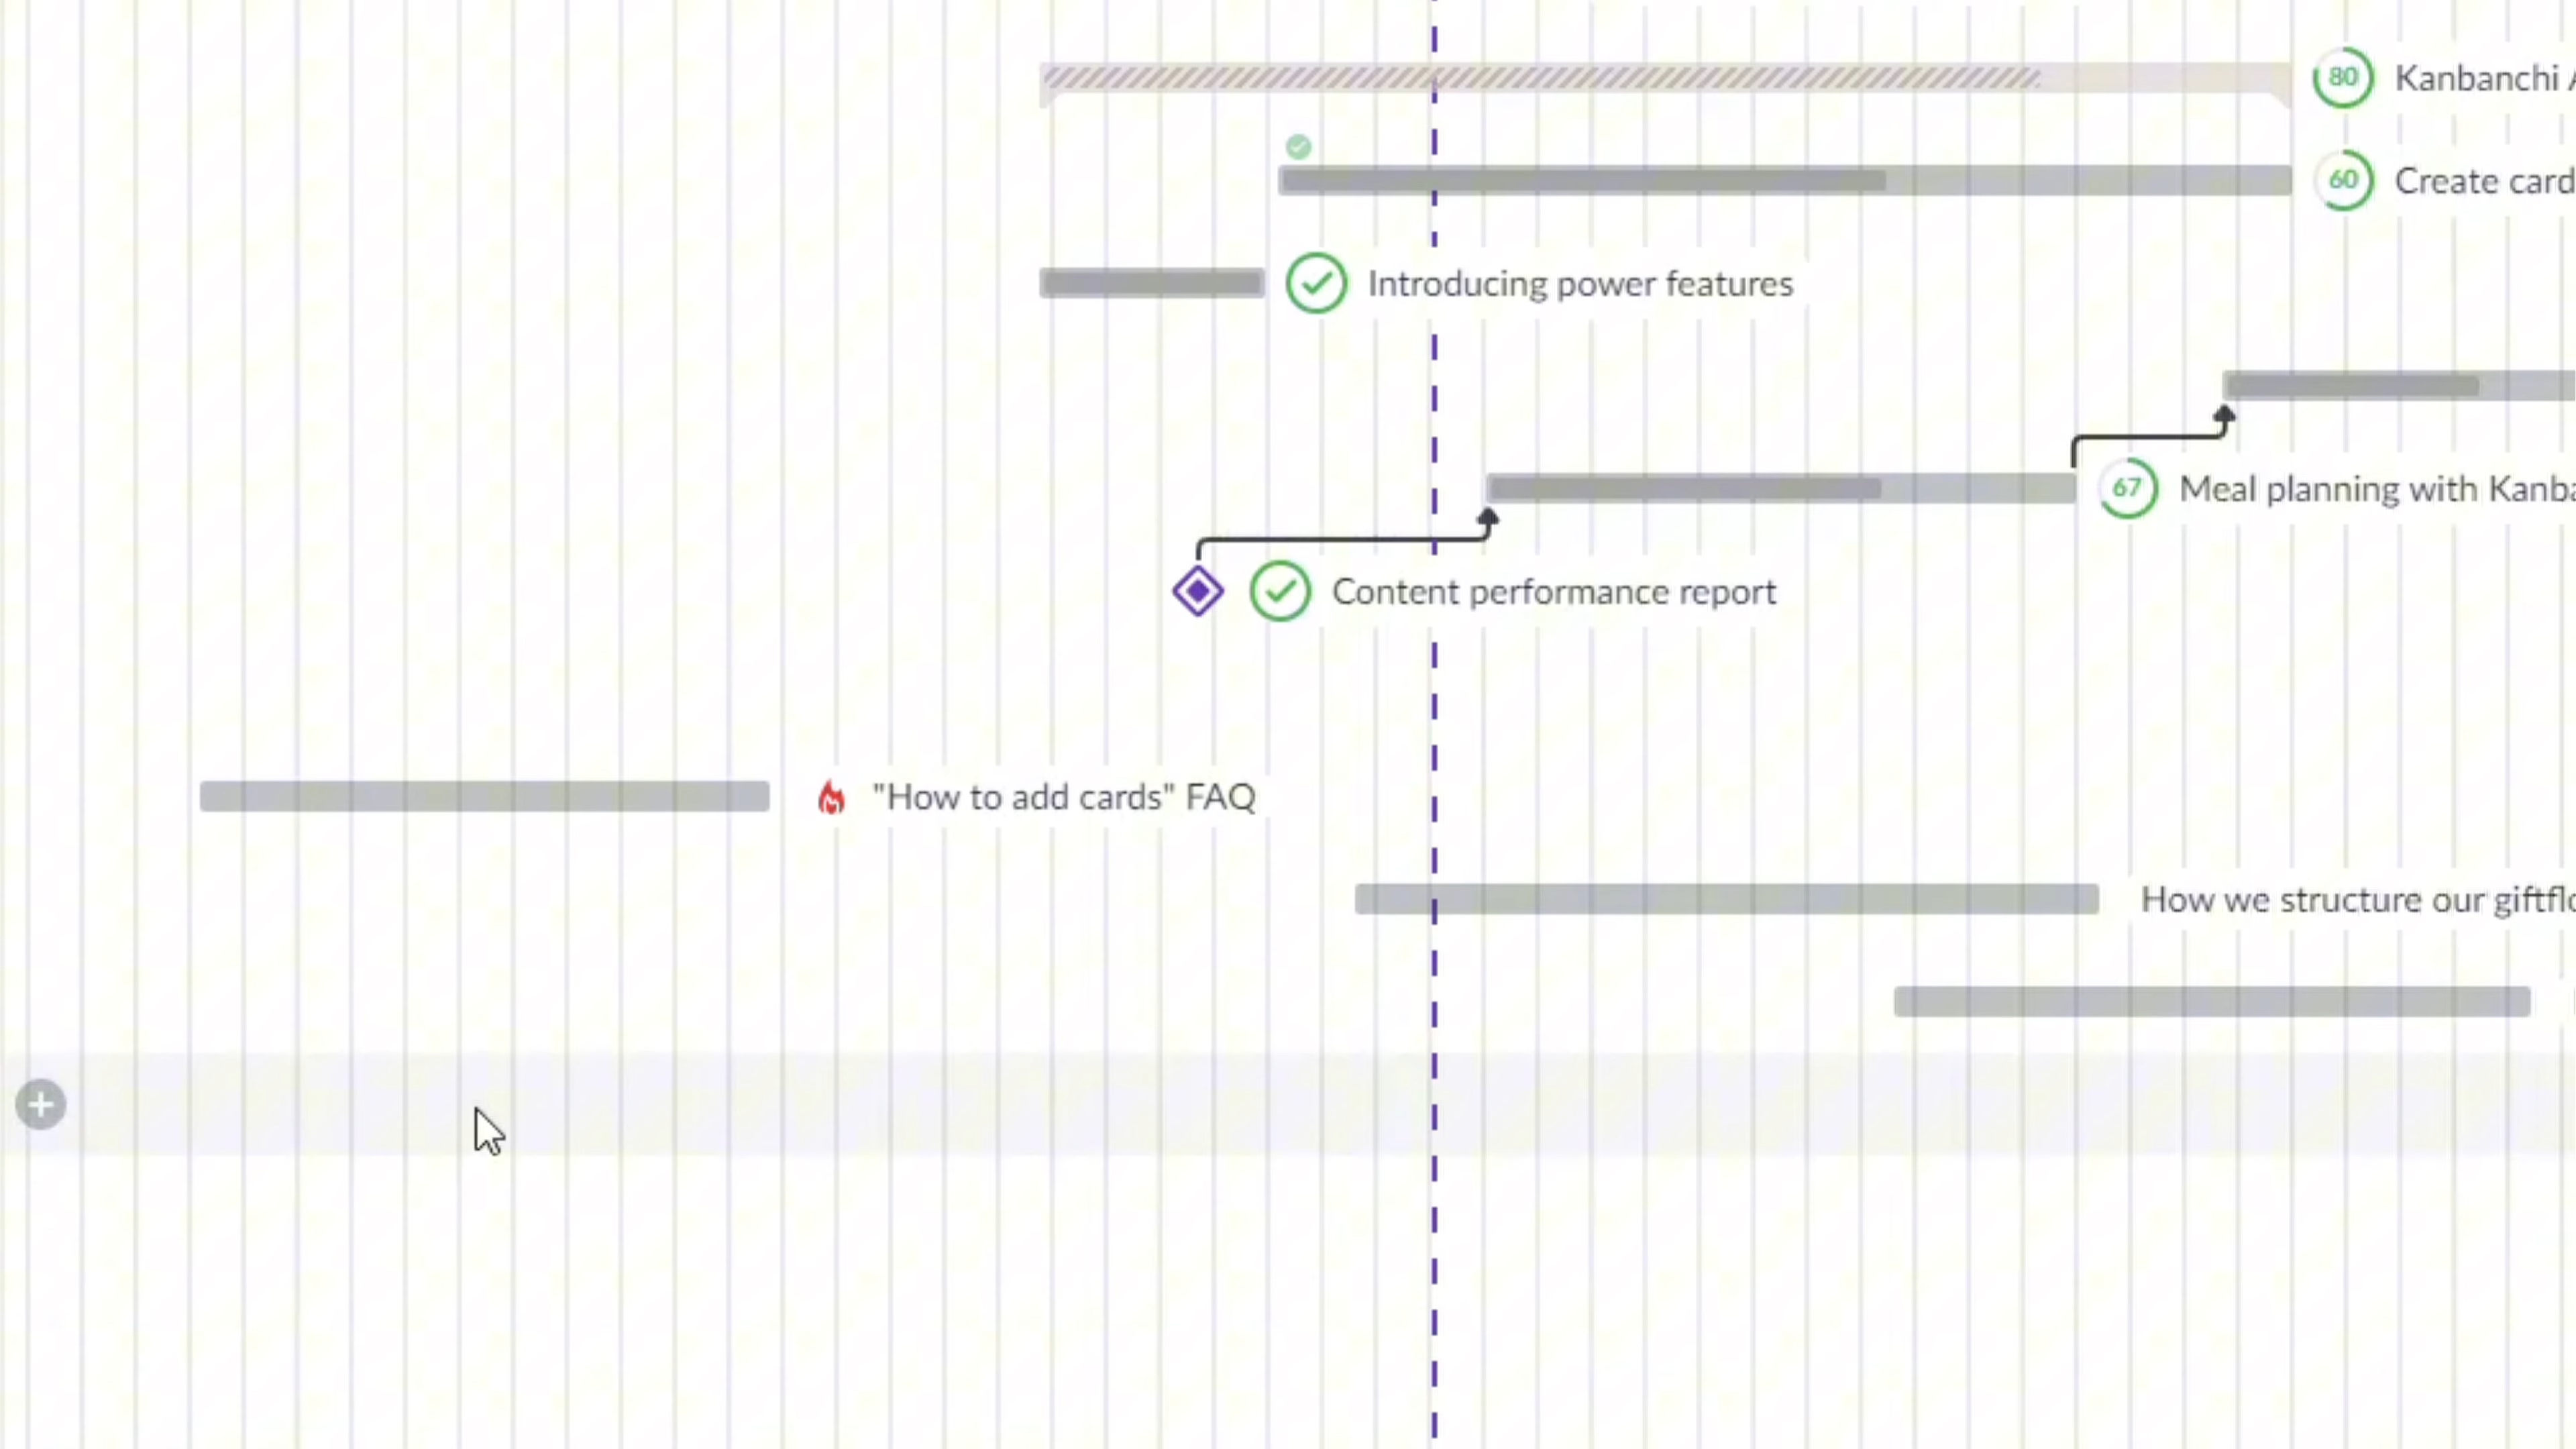 80 Kanbanchi
60 Create card
Introducing power features
67 Meal planning with
Content performance report
"How to add cards" FAQ
How we structure our